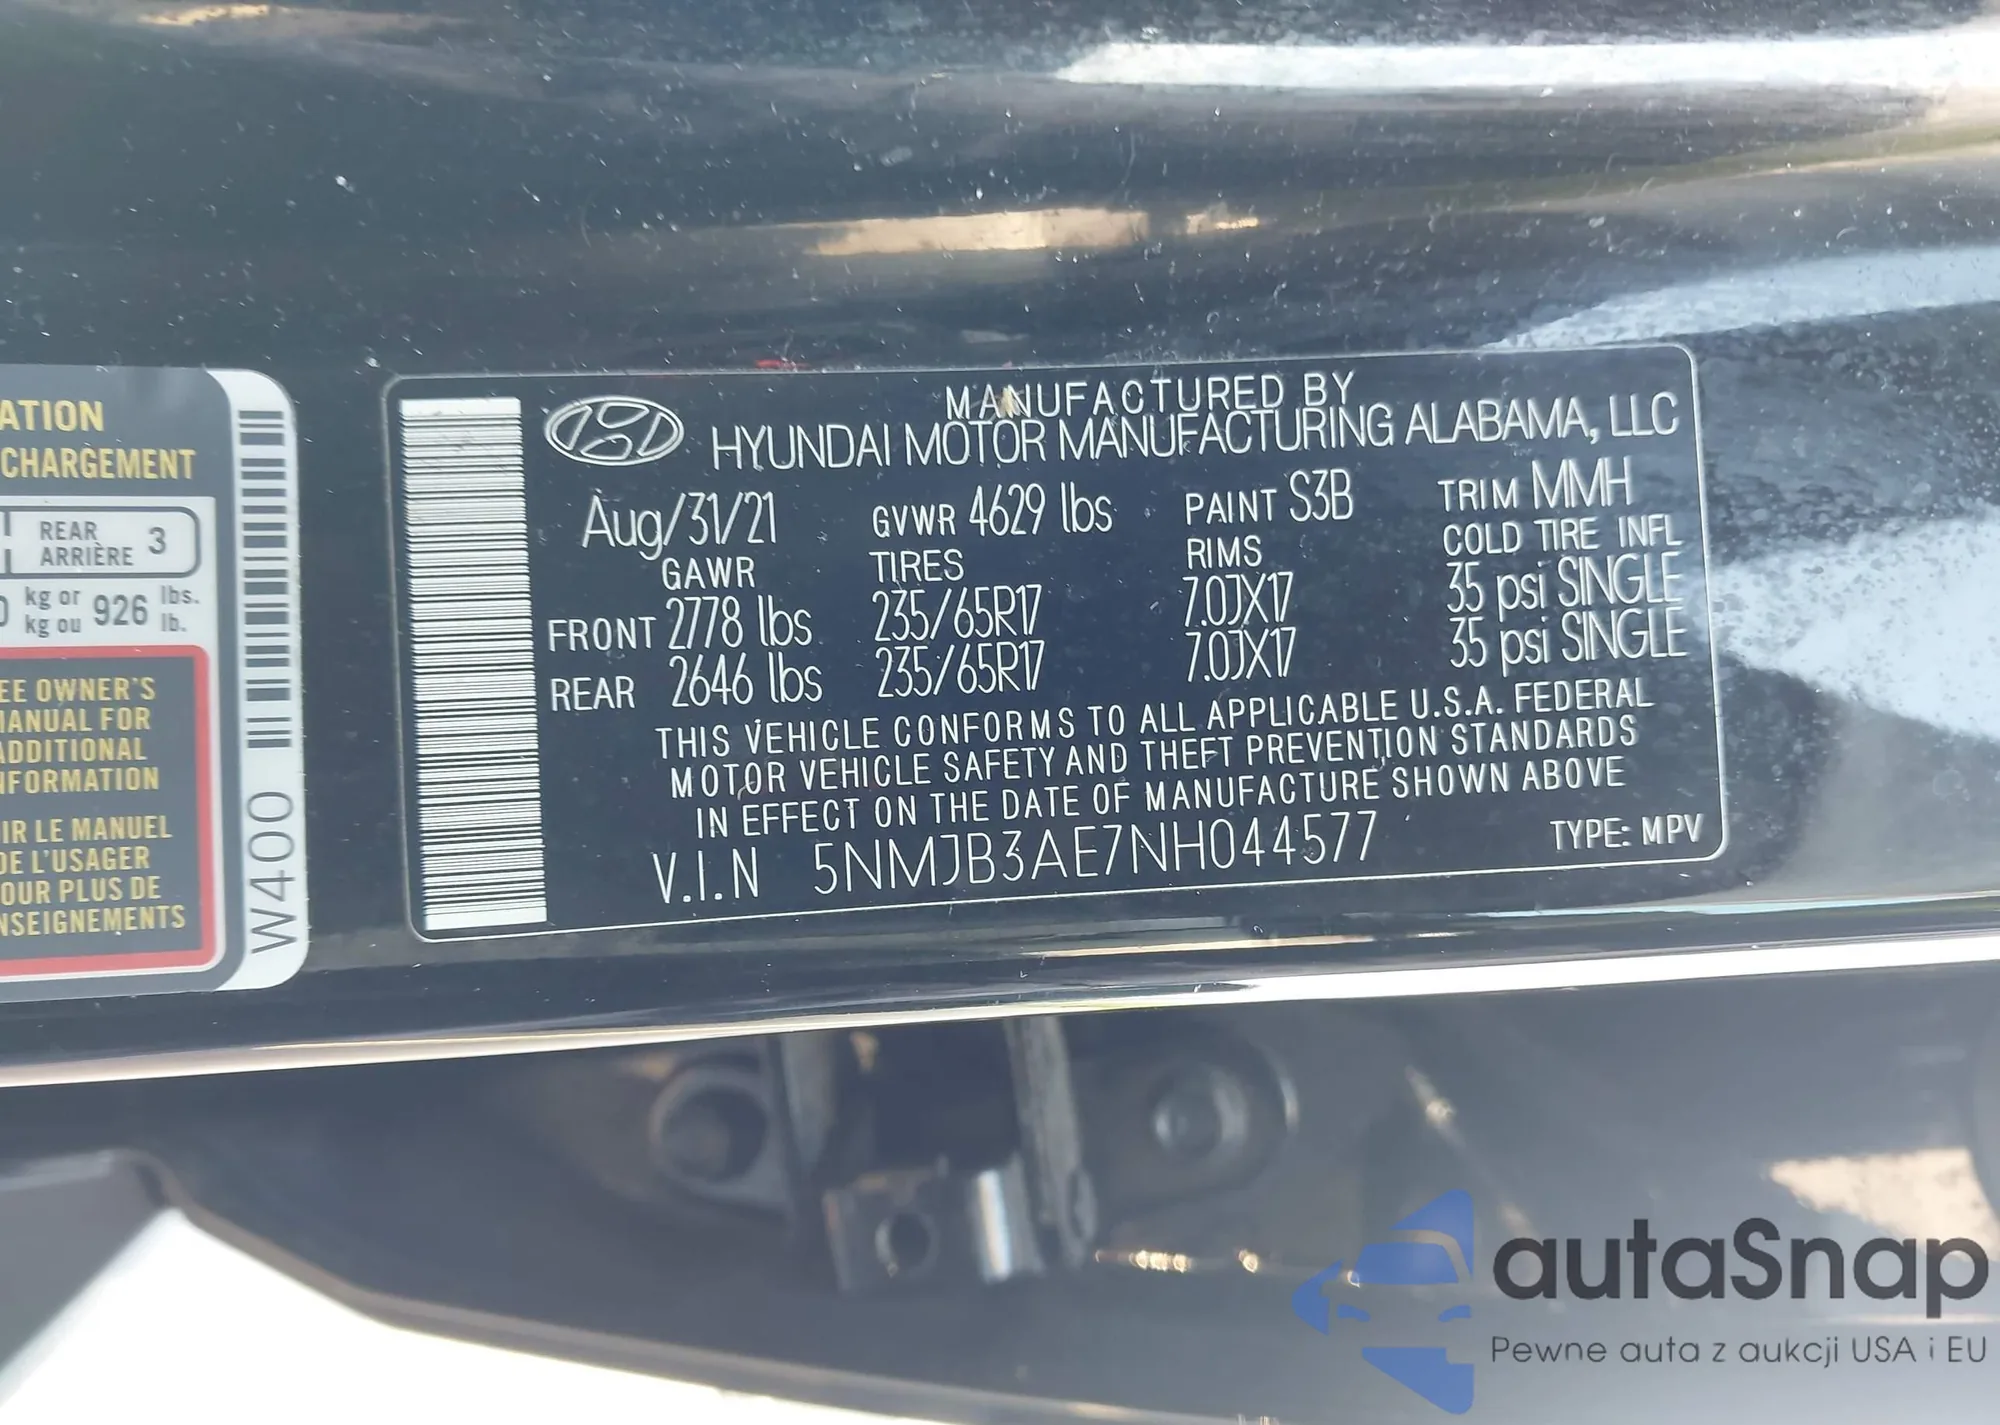 ATION
CHARGEMENT
REAR
ARRIÈRE 3
kg or 926 lbs.
kg ou lb.
EE OWNER'S
MANUAL FOR
ADDITIONAL
NFORMATION
IR LE MANUEL
DE L'USAGER
OUR PLUS DE
NSEIGNEMENTS
W400
MANUFACTURED BY
HYUNDAI MOTOR MANUFACTURING ALABAMA, LLC
Aug/31/21 GVWR 4629 lbs PAINT S3B TRIM MMH
GAWR TIRES RIMS COLD TIRE INFL
FRONT 2778 lbs 235/65R17 7.0JX17 35 psi SINGLE
REAR 2646 lbs 235/65R17 7.0JX17 35 psi SINGLE
THIS VEHICLE CONFORMS TO ALL APPLICABLE U.S.A. FEDERAL
MOTOR VEHICLE SAFETY AND THEFT PREVENTION STANDARDS
IN EFFECT ON THE DATE OF MANUFACTURE SHOWN ABOVE
V.I.N 5NMJB3AE7NH044577 TYPE: MPV
autaSnap
Pewne auta z aukcji USA i EU